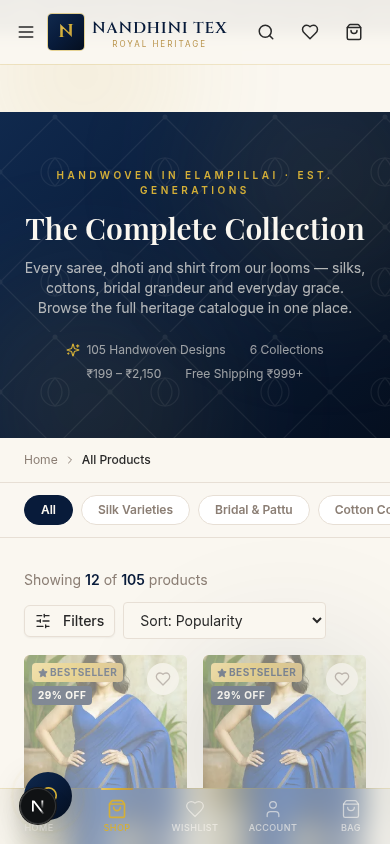 N
NANDHINI TEX
ROYAL HERITAGE
HANDWOVEN IN ELAMPILLAI · EST.
GENERATIONS
The Complete Collection
Every saree, dhoti and shirt from our looms — silks,
cottons, bridal grandeur and everyday grace.
Browse the full heritage catalogue in one place.
105 Handwoven Designs 6 Collections
₹199 – ₹2,150 Free Shipping ₹999+
Home > All Products
All Silk Varieties Bridal & Pattu Cotton Co
Showing 12 of 105 products
Filters Sort: Popularity
BESTSELLER BESTSELLER
29% OFF 29% OFF
N
HOME SHOP WISHLIST ACCOUNT BAG